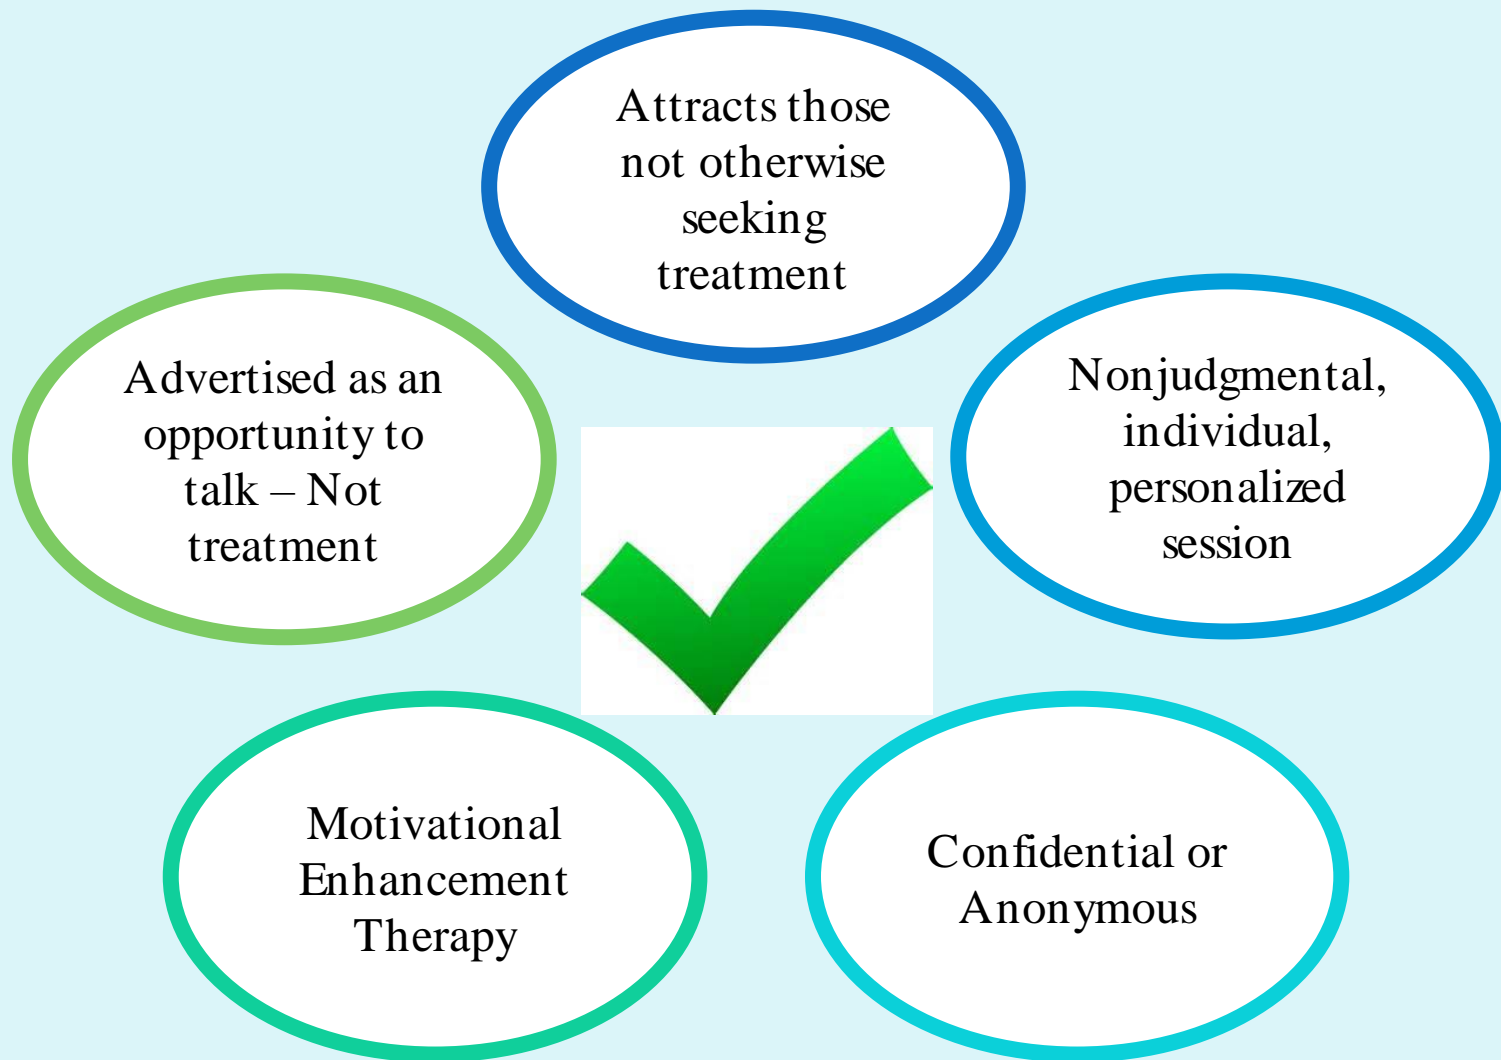 Attracts those
not otherwise
seeking
treatment
Nonjudgmental,
individual,
personalized
session
Confidential or
Anonymous
Motivational
Enhancement
Therapy
Advertised as an
opportunity to
talk – Not
treatment